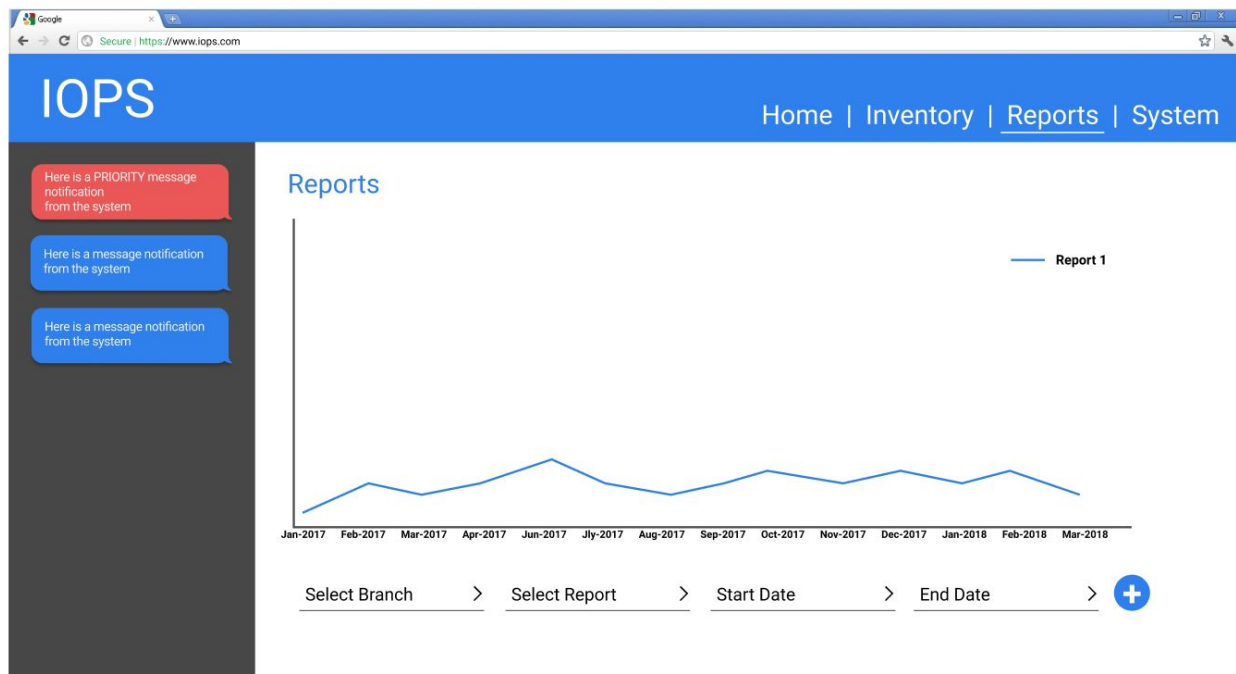 Google
Secure | https://www.iops.com
IOPS
Home | Inventory | Reports | System
Here is a PRIORITY message
notification
from the system
Here is a message notification
from the system
Here is a message notification
from the system
Reports
Report 1
Jan-2017 Feb-2017 Mar-2017 Apr-2017 Jun-2017 Jly-2017 Aug-2017 Sep-2017 Oct-2017 Nov-2017 Dec-2017 Jan-2018 Feb-2018 Mar-2018
Select Branch Select Report Start Date End Date